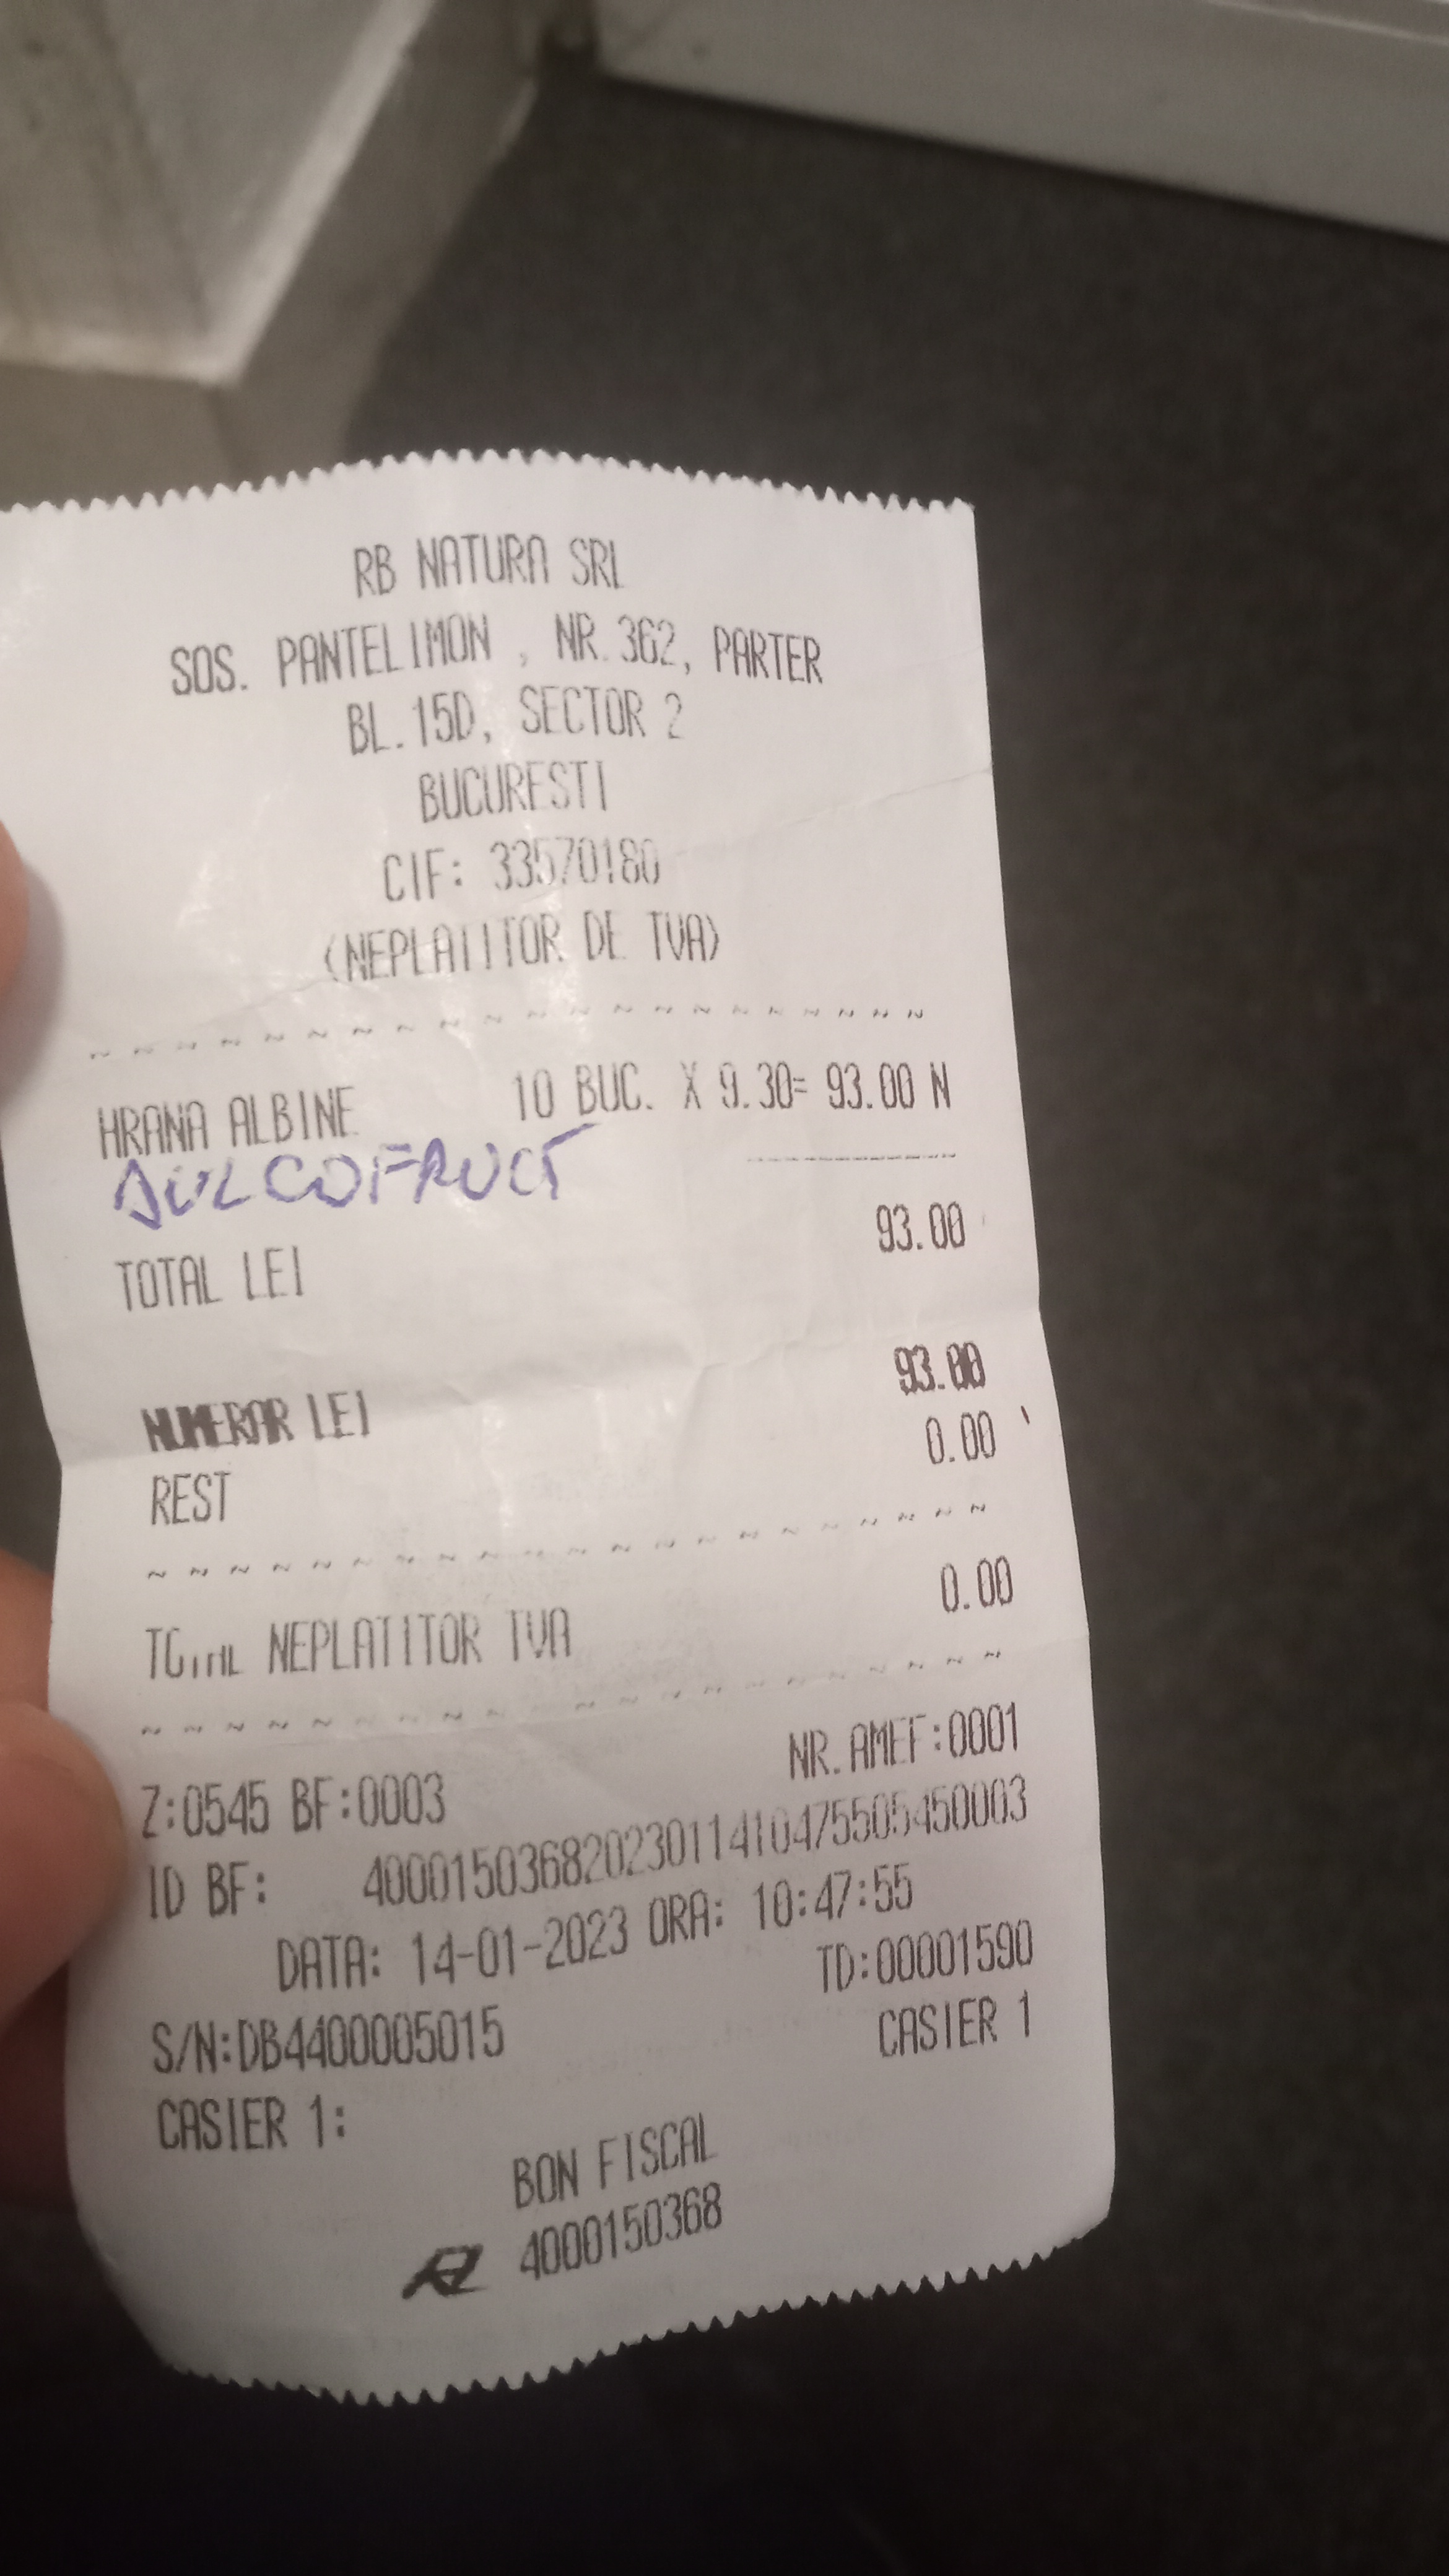 RB NATURA SRL
SOS. PANTELIMON , NR.362, PARTER
BL.15D, SECTOR 2
BUCURESTI
CIF: 33570180
(NEPLATITOR DE TVA)
~ ~ ~ ~ ~ ~ ~ ~ ~ ~ ~ ~ ~ ~ ~ ~ ~ ~ ~ ~
HRANA ALBINE 10 BUC. X 9.30= 93.00 N
DULCOFRUCT
TOTAL LEI 93.00
NUMERAR LEI 93.00
REST 0.00
~ ~ ~ ~ ~ ~ ~ ~ ~ ~ ~ ~ ~ ~ ~ ~ ~ ~ ~ ~
TOTAL NEPLATITOR TVA 0.00
~ ~ ~ ~ ~ ~ ~ ~ ~ ~ ~ ~ ~ ~ ~ ~ ~ ~ ~ ~
Z:0545 BF:0003 NR.AMEF:0001
ID BF: 40001503682023011410475505450003
DATA: 14-01-2023 ORA: 10:47:55
S/N:DB4400005015 TD:00001590
CASIER 1: CASIER 1
BON FISCAL
4000150368